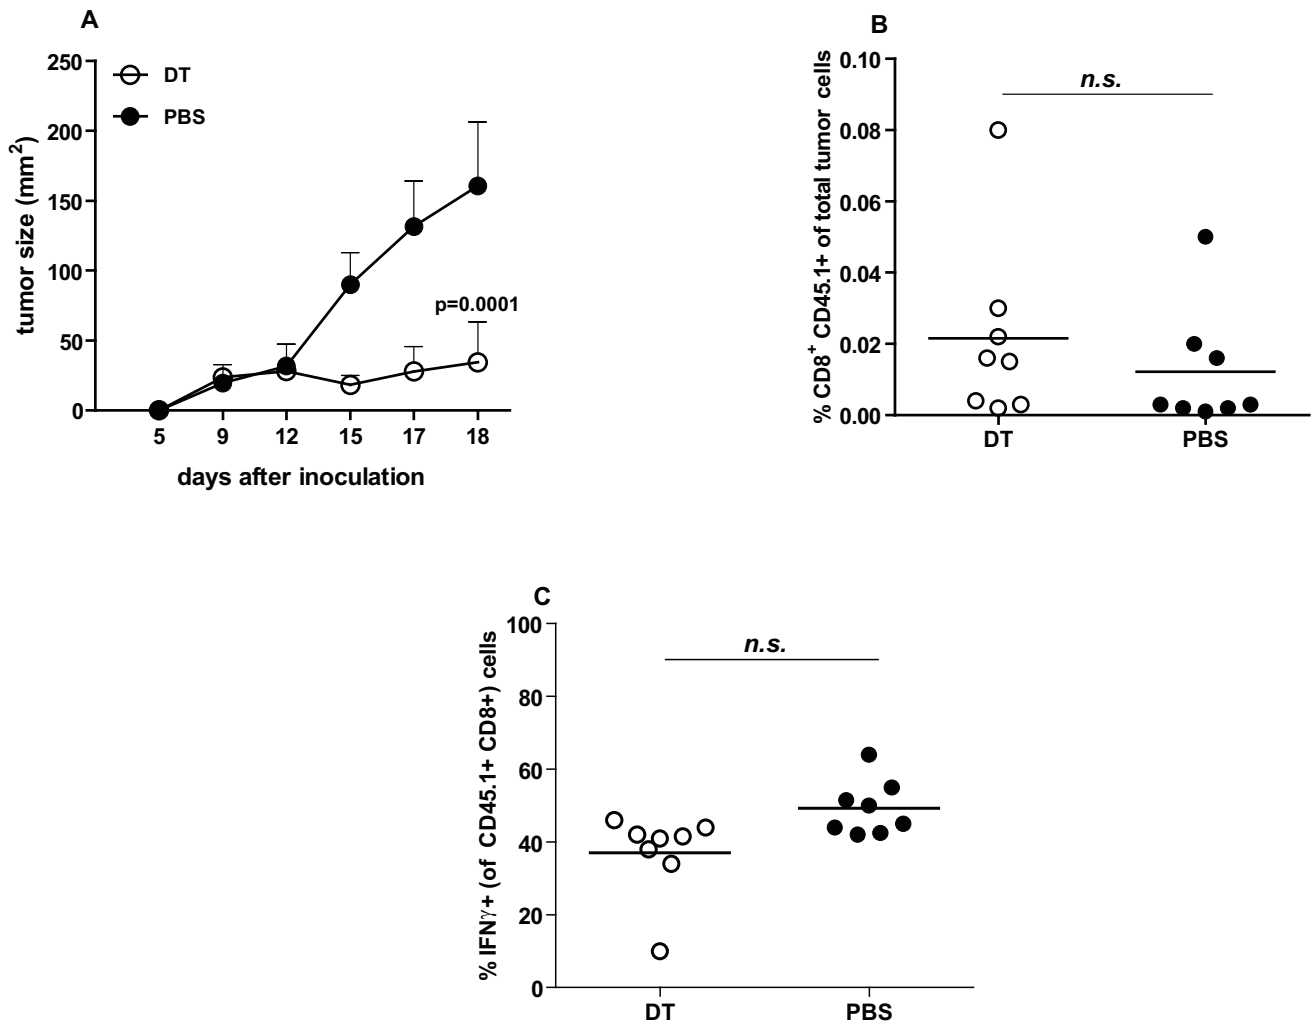 A
250
200
150
100
50
0
tumor size (mm²)
DT
PBS
p=0.0001
5 9 12 15 17 18
days after inoculation
B
0.10
0.08
0.06
0.04
0.02
0.00
% CD8⁺ CD45.1+ of total tumor cells
n.s.
DT PBS
C
100
80
60
40
20
0
% IFNγ+ (of CD45.1+ CD8+) cells
n.s.
DT PBS